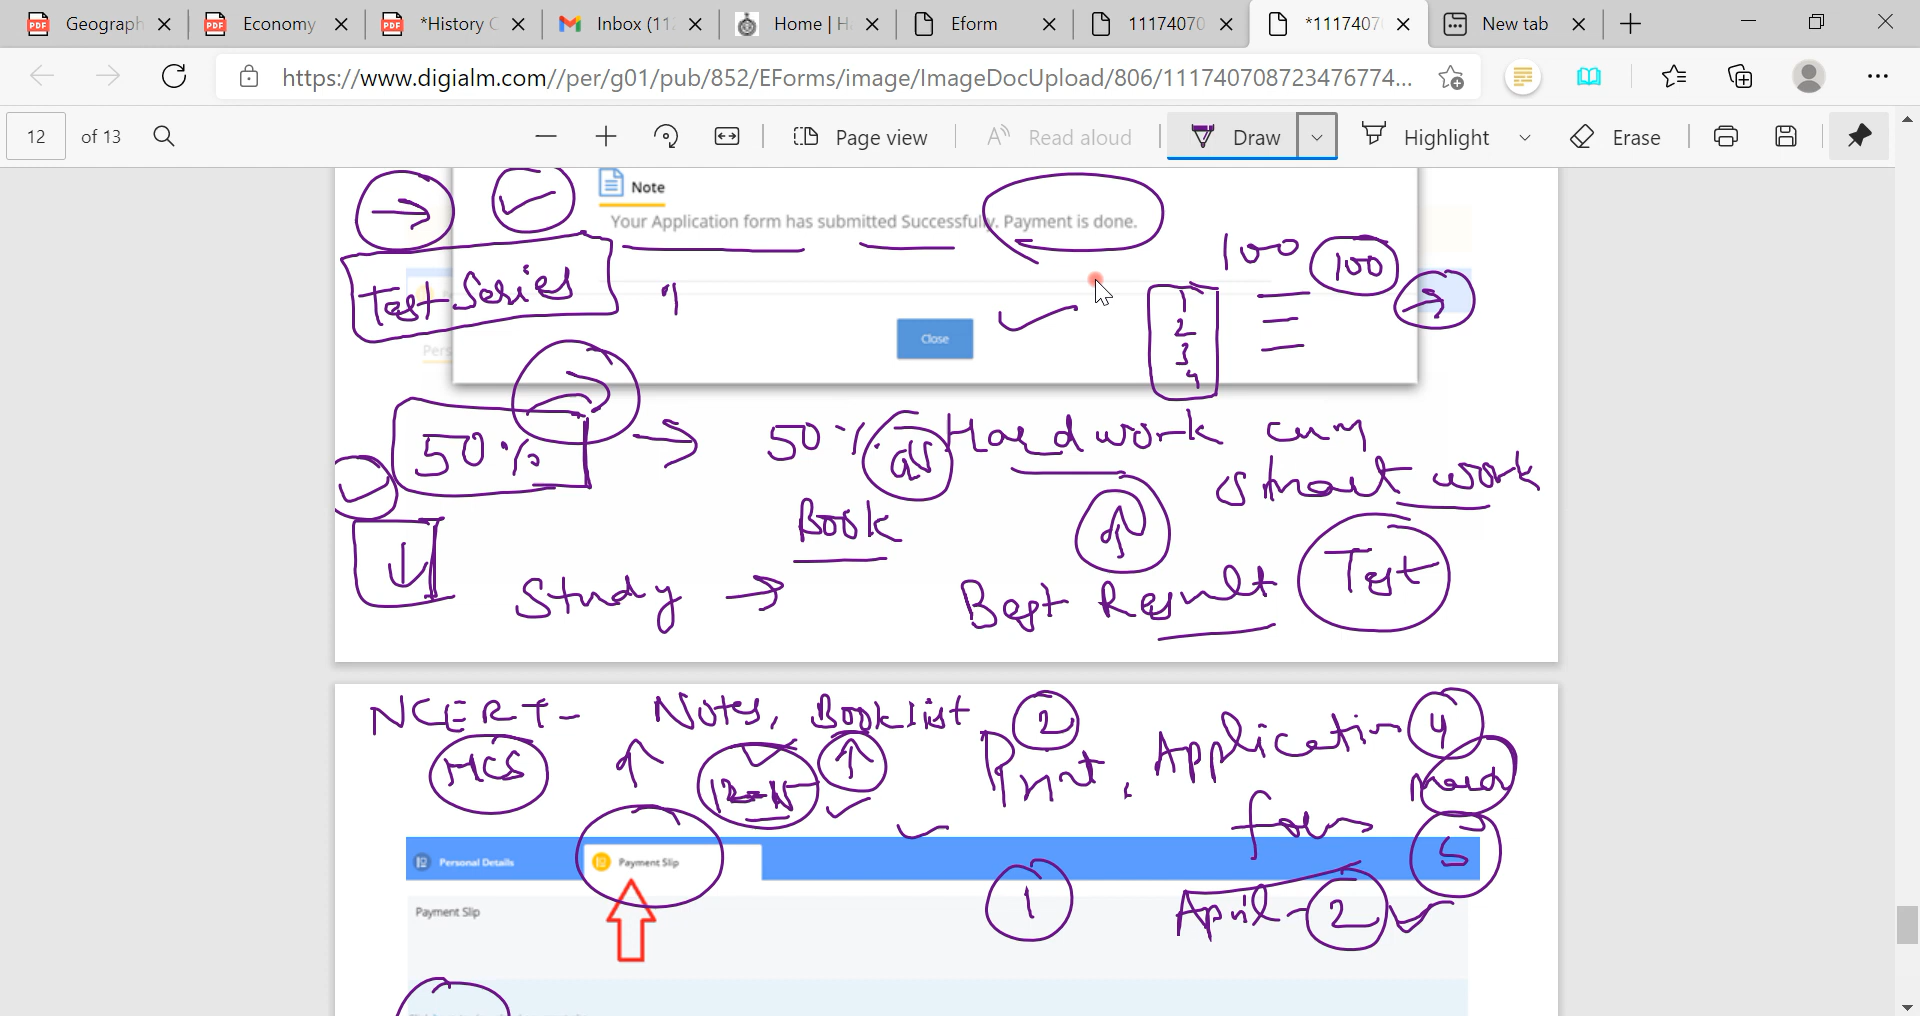 Geograph
Economy
*History C
Inbox (11
Home | H
Eform
11174070
*1117407
New tab
https://www.digialm.com//per/g01/pub/852/EForms/image/ImageDocUpload/806/111740708723476774...
12 of 13
Page view
Read aloud
Draw
Highlight
Erase
Note
Your Application form has submitted Successfully. Payment is done.
100 100
Test Series
1
2
3
4
Close
Pers
50% → 50% Hardwork cum
Smart work
Book
Study → Best Result Test
NCERT- Notes, Booklist 2 4
HCS Print, Application March
form 5
Personal Details
Payment Slip
Payment Slip
1 April - 2